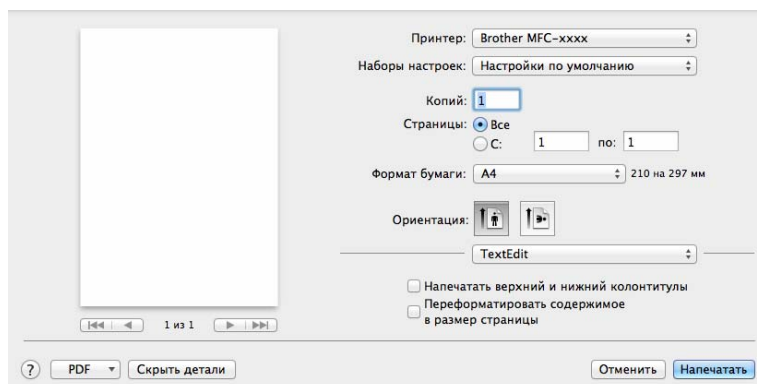 Принтер: Brother MFC-xxxx
Наборы настроек: Настройки по умолчанию
Копий: 1
Страницы: Все
С: 1 по: 1
Формат бумаги: A4 210 на 297 мм
Ориентация:
TextEdit
Напечатать верхний и нижний колонтитулы
Переформатировать содержимое
в размер страницы
1 из 1
? PDF Скрыть детали Отменить Напечатать